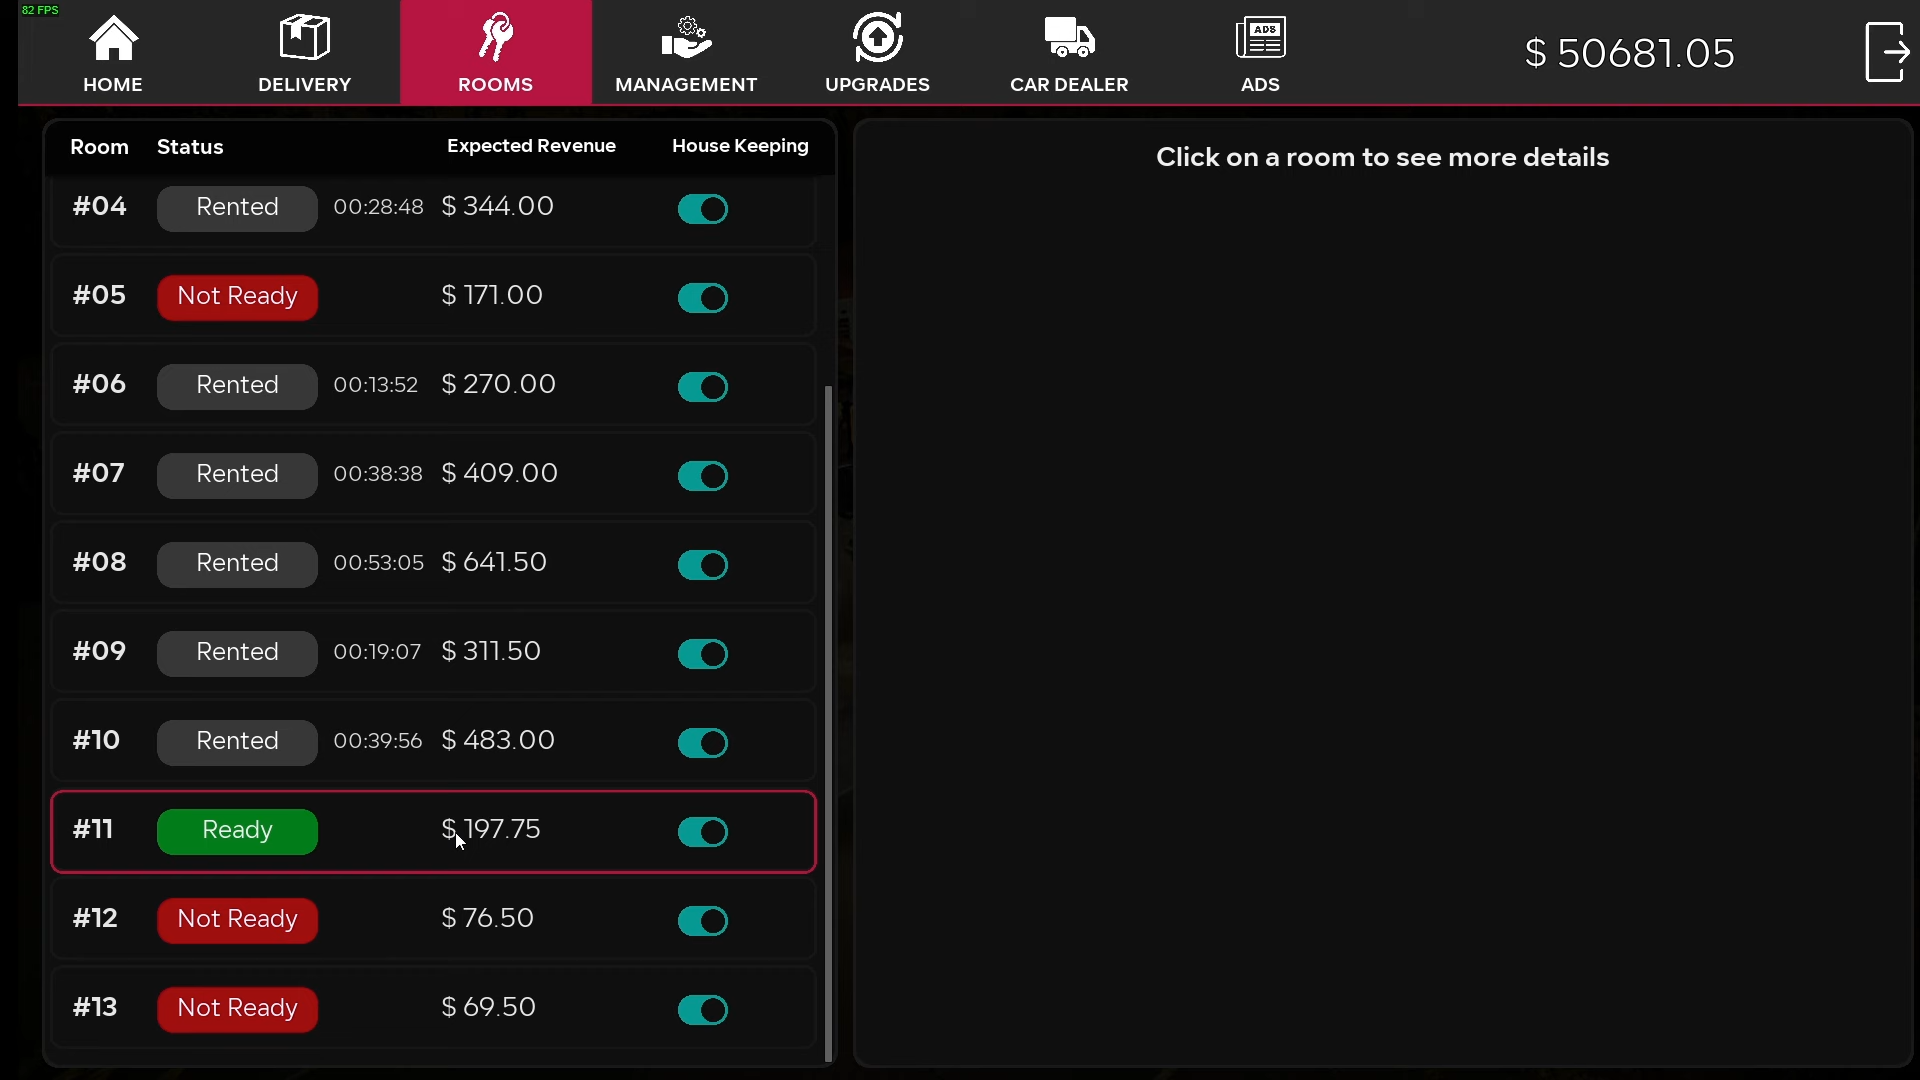 82 FPS
HOME DELIVERY ROOMS MANAGEMENT UPGRADES CAR DEALER ADS ADS $ 50681.05
Room Status Expected Revenue House Keeping
#04 Rented 00:28:48 $ 344.00
#05 Not Ready $ 171.00
#06 Rented 00:13:52 $ 270.00
#07 Rented 00:38:38 $ 409.00
#08 Rented 00:53:05 $ 641.50
#09 Rented 00:19:07 $ 311.50
#10 Rented 00:39:56 $ 483.00
#11 Ready $ 197.75
#12 Not Ready $ 76.50
#13 Not Ready $ 69.50
Click on a room to see more details